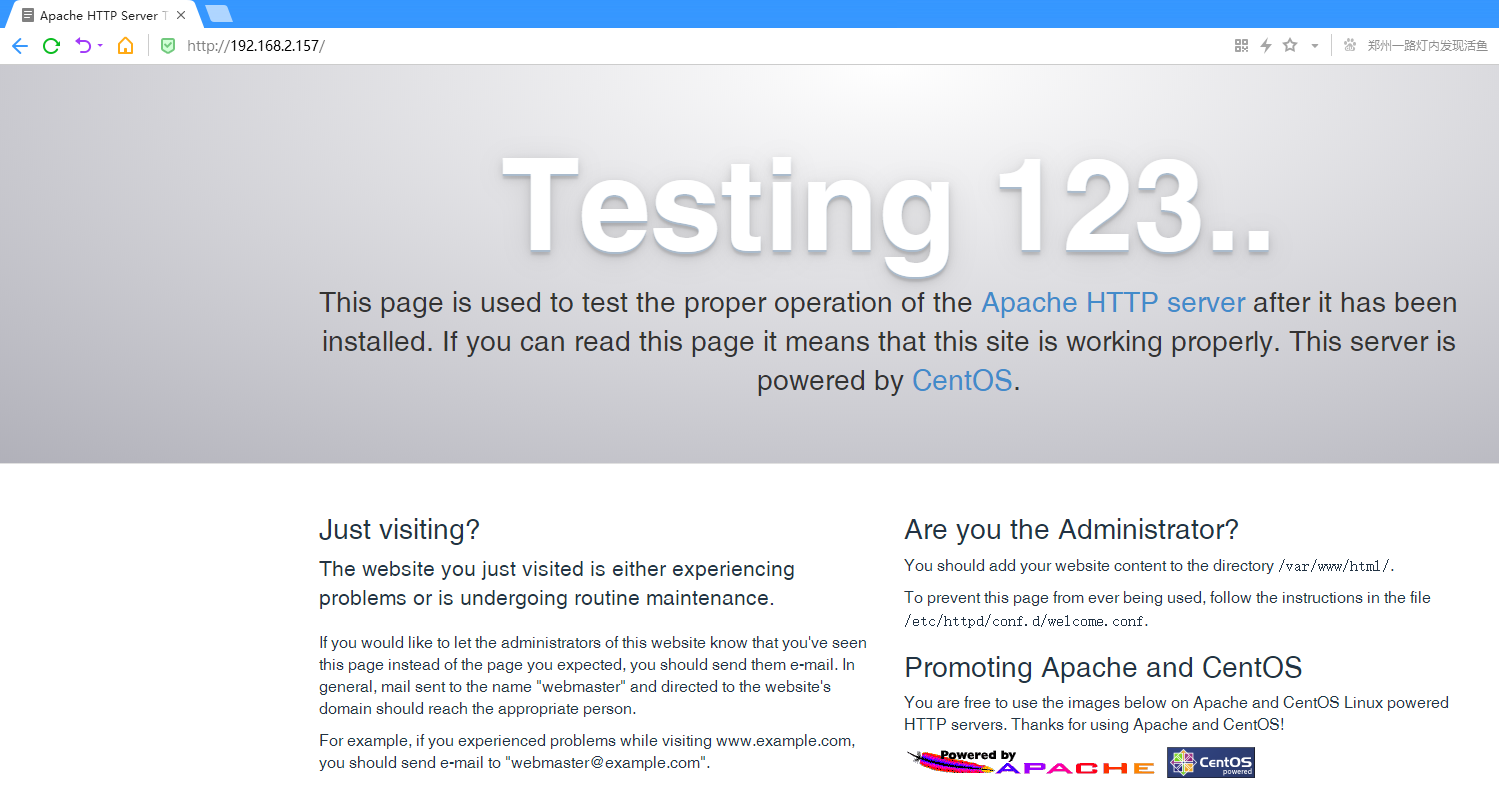 Apache HTTP Server T
http://192.168.2.157/
郑州一路灯内发现活鱼
Testing 123..
This page is used to test the proper operation of the Apache HTTP server after it has been
installed. If you can read this page it means that this site is working properly. This server is
powered by CentOS.
Just visiting?
The website you just visited is either experiencing
problems or is undergoing routine maintenance.
If you would like to let the administrators of this website know that you've seen
this page instead of the page you expected, you should send them e-mail. In
general, mail sent to the name "webmaster" and directed to the website's
domain should reach the appropriate person.
For example, if you experienced problems while visiting www.example.com,
you should send e-mail to "webmaster@example.com".
Are you the Administrator?
You should add your website content to the directory /var/www/html/.
To prevent this page from ever being used, follow the instructions in the file
/etc/httpd/conf.d/welcome.conf.
Promoting Apache and CentOS
You are free to use the images below on Apache and CentOS Linux powered
HTTP servers. Thanks for using Apache and CentOS!
Powered by
APACHE
CentOS
powered